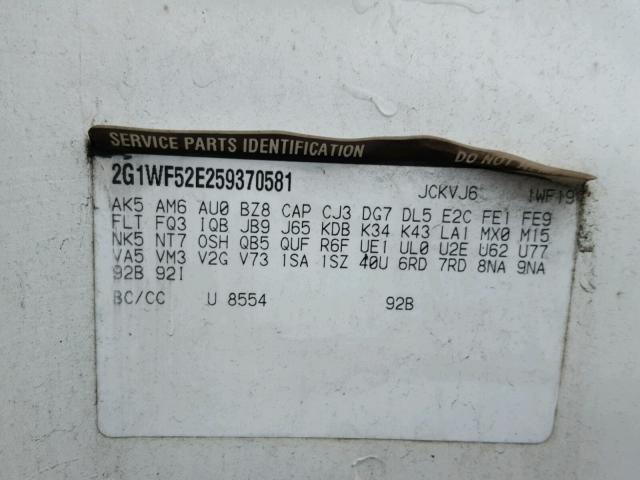 SERVICE PARTS IDENTIFICATION DO NOT
2G1WF52E259370581 JCKVJ6 1WF19
AK5 AM6 AU0 BZ8 CAP CJ3 DG7 DL5 E2C FE1 FE9
FLT FQ3 IQB JB9 J65 KDB K34 K43 LA1 MX0 M15
NK5 NT7 OSH QB5 QUF R6F UE1 UL0 U2E U62 U77
VA5 VM3 V2G V73 1SA 1SZ 40U 6RD 7RD 8NA 9NA
92B 92I
BC/CC U 8554 92B